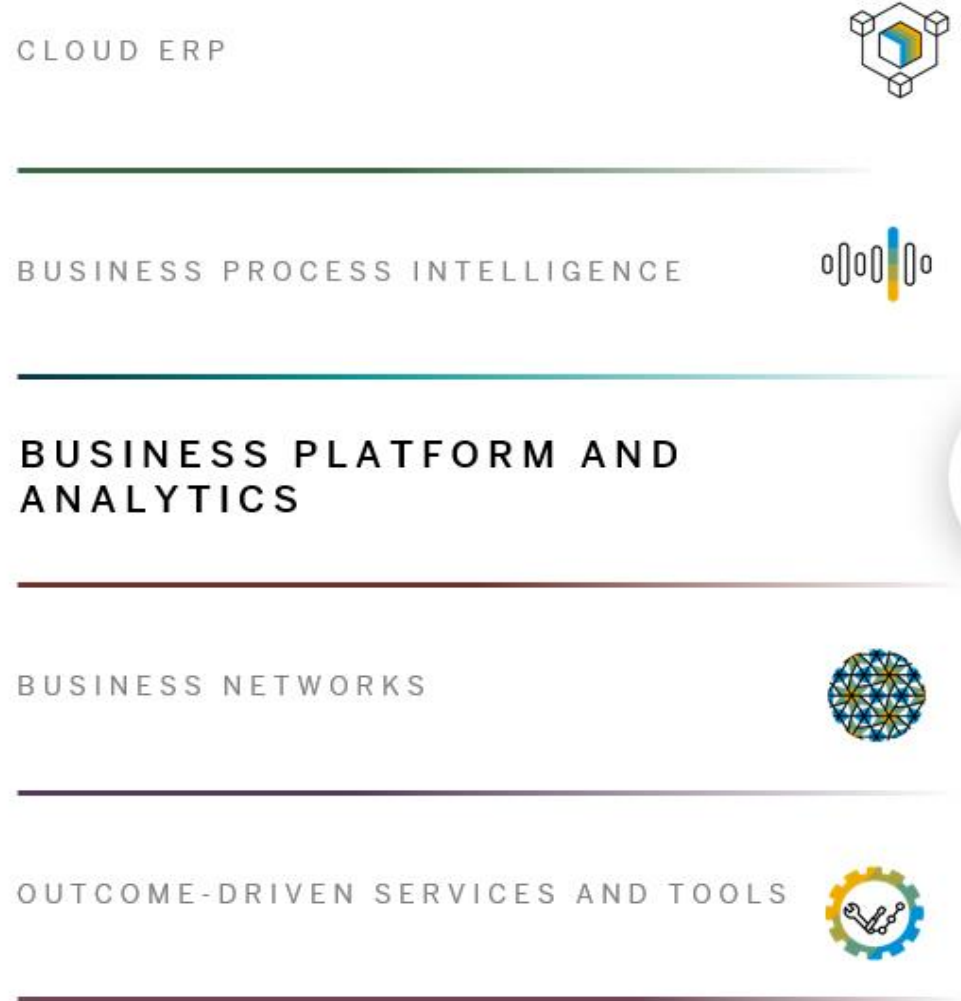 CLOUD ERP
BUSINESS PROCESS INTELLIGENCE
BUSINESS PLATFORM AND
ANALYTICS
BUSINESS NETWORKS
OUTCOME-DRIVEN SERVICES AND TOOLS